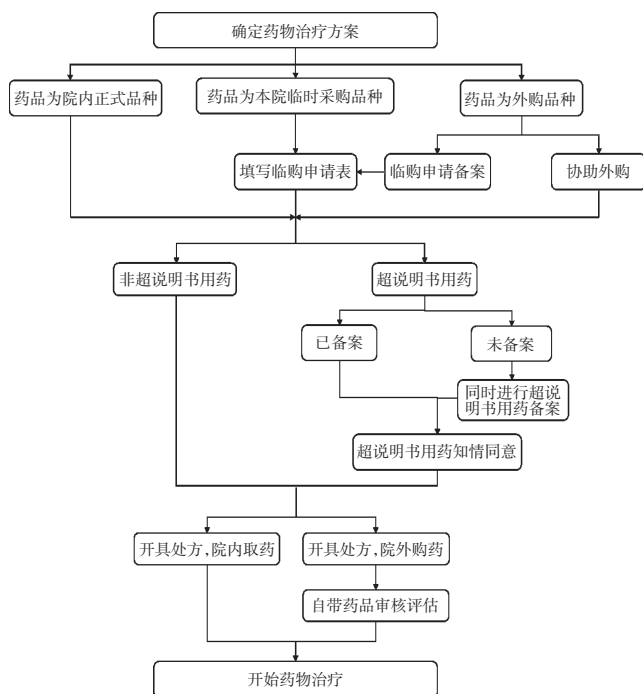 确定药物治疗方案
药品为院内正式品种
药品为本院临时采购品种
药品为外购品种
填写临购申请表
临购申请备案
协助外购
非超说明书用药
超说明书用药
已备案
未备案
同时进行超说
明书用药备案
超说明书用药知情同意
开具处方,院内取药
开具处方,院外购药
自带药品审核评估
开始药物治疗